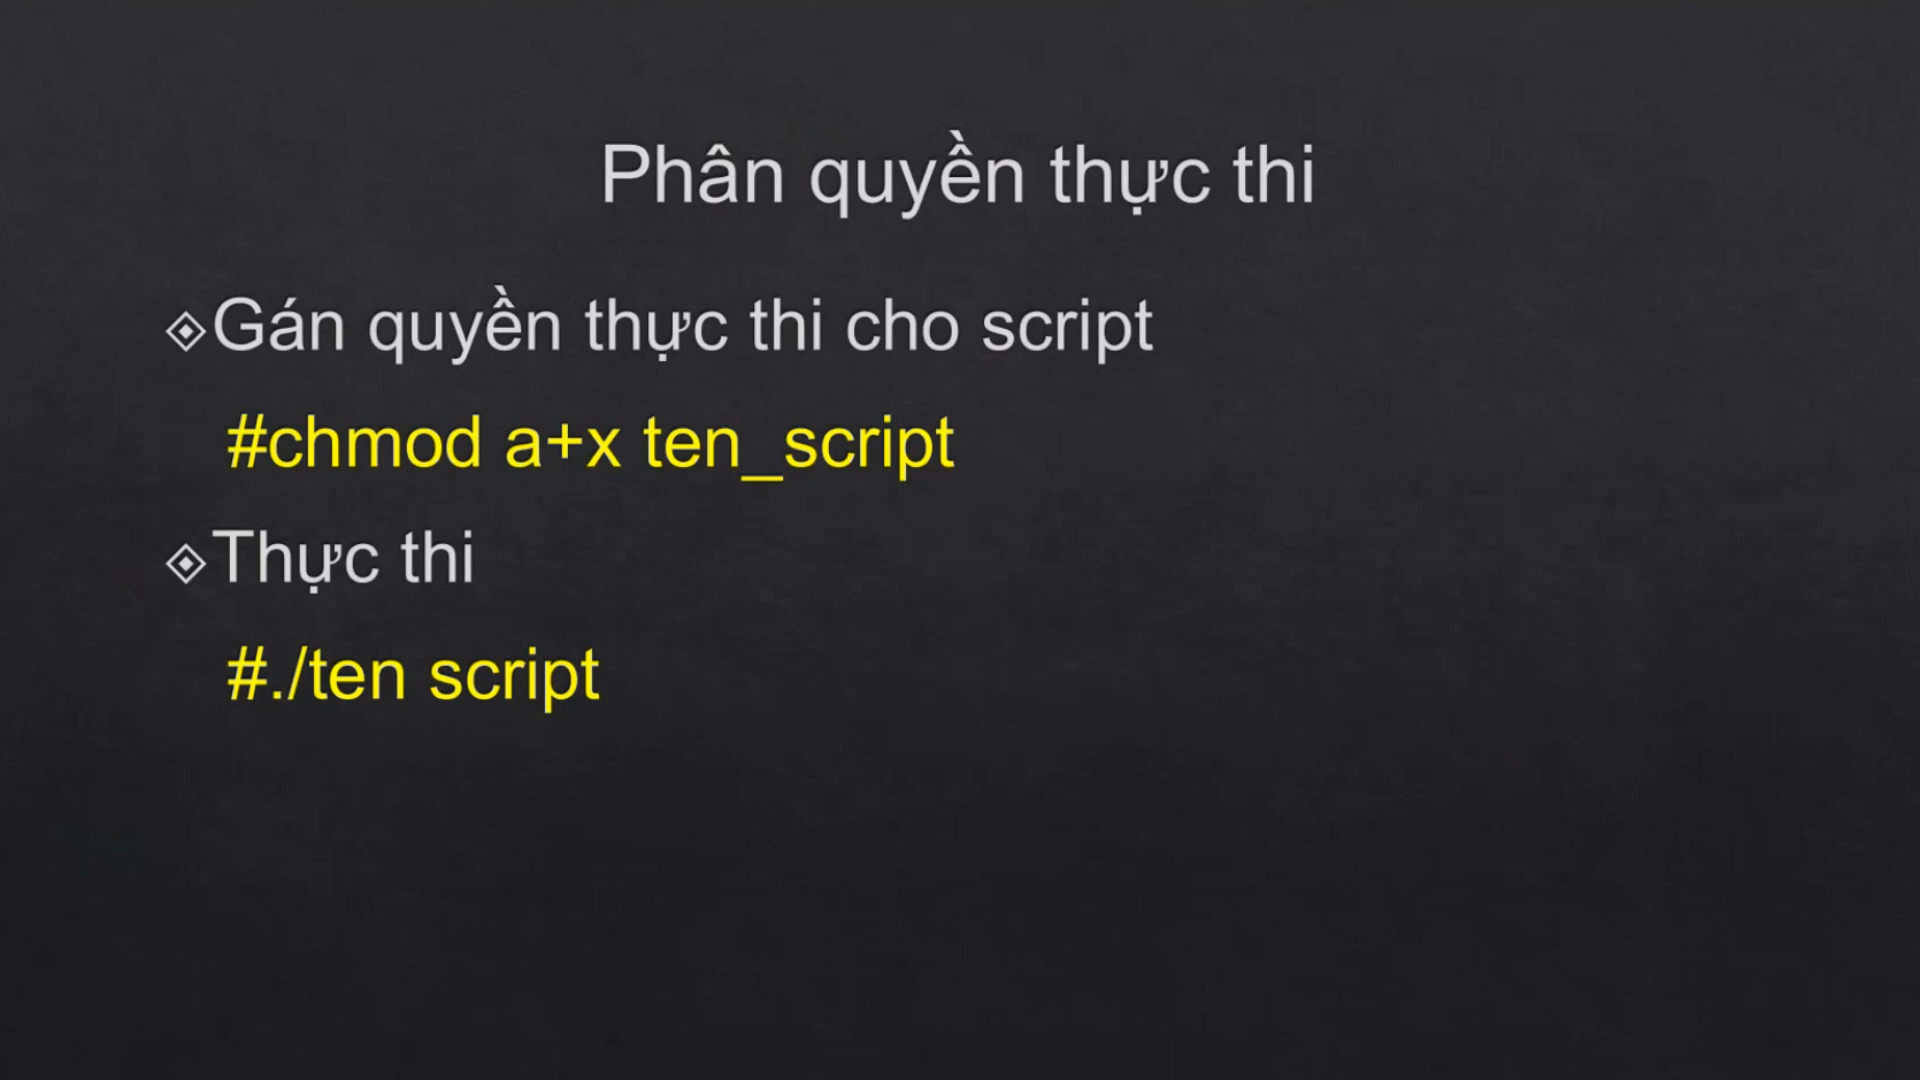 Phân quyền thực thi
Gán quyền thực thi cho script
#chmod a+x ten_script
Thực thi
#./ten script